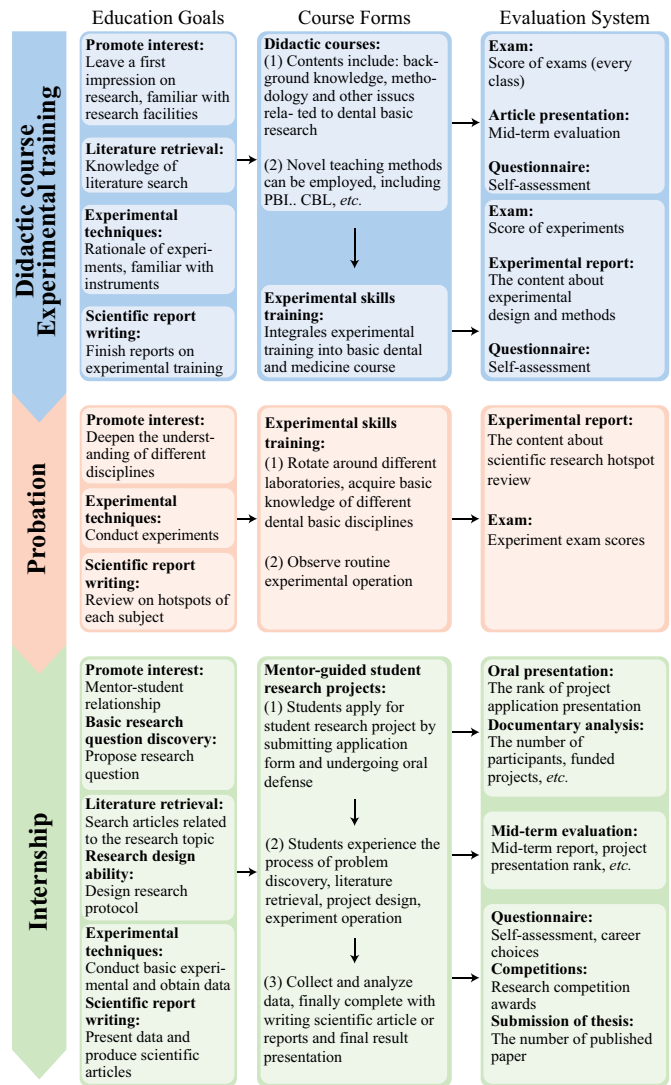 Education Goals
Course Forms
Evaluation System
Didactic course
Experimental training
Promote interest:
Leave a first
impression on
research, familiar with
research facilities
Literature retrieval:
Knowledge of
literature search
Experimental
techniques:
Rationale of experi-
ments, familiar with
instruments
Scientific report
writing:
Finish reports on
experimental training
Didactic courses:
(1) Contents include: back-
ground knowledge, metho-
dology and other issucs
rela- ted to dental basic
research
(2) Novel teaching methods
can be employed, including
PBI.. CBL, etc.
Experimental skills
training:
Integrales experimental
training into basic dental
and medicine course
Exam:
Score of exams (every
class)
Article presentation:
Mid-term evaluation
Questionnaire:
Self-assessment
Exam:
Score of experiments
Experimental report:
The content about
experimental
design and methods
Questionnaire:
Self-assessment
Probation
Promote interest:
Deepen the underst-
anding of different
disciplines
Experimental
techniques:
Conduct experiments
Scientific report
writing:
Review on hotspots of
each subject
Experimental skills
training:
(1) Rotate around different
laboratories, acquire basic
knowledge of different
dental basic disciplines
(2) Observe routine
experimental operation
Experimental report:
The content about
scientific research hotspot
review
Exam:
Experiment exam scores
Internship
Promote interest:
Mentor-student
relationship
Basic research
question discovery:
Propose research
question
Literature retrieval:
Search articles related
to the research topic
Research design
ability:
Design research
protocol
Experimental
techniques:
Conduct basic experi-
mental and obtain data
Scientific report
writing:
Present data and
produce scientific
articles
Mentor-guided student
research projects:
(1) Students apply for
student research project by
submitting application
form and undergoing oral
defense
(2) Students experience the
process of problem
discovery, literature
retrieval, project design,
experiment operation
(3) Collect and analyze
data, finally complete with
writing scientific article or
reports and final result
presentation
Oral presentation:
The rank of project
application presentation
Documentary analysis:
The number of
participants, funded
projects, etc.
Mid-term evaluation:
Mid-term report, project
presentation rank, etc.
Questionnaire:
Self-assessment, career
choices
Competitions:
Research competition
awards
Submission of thesis:
The number of published
paper